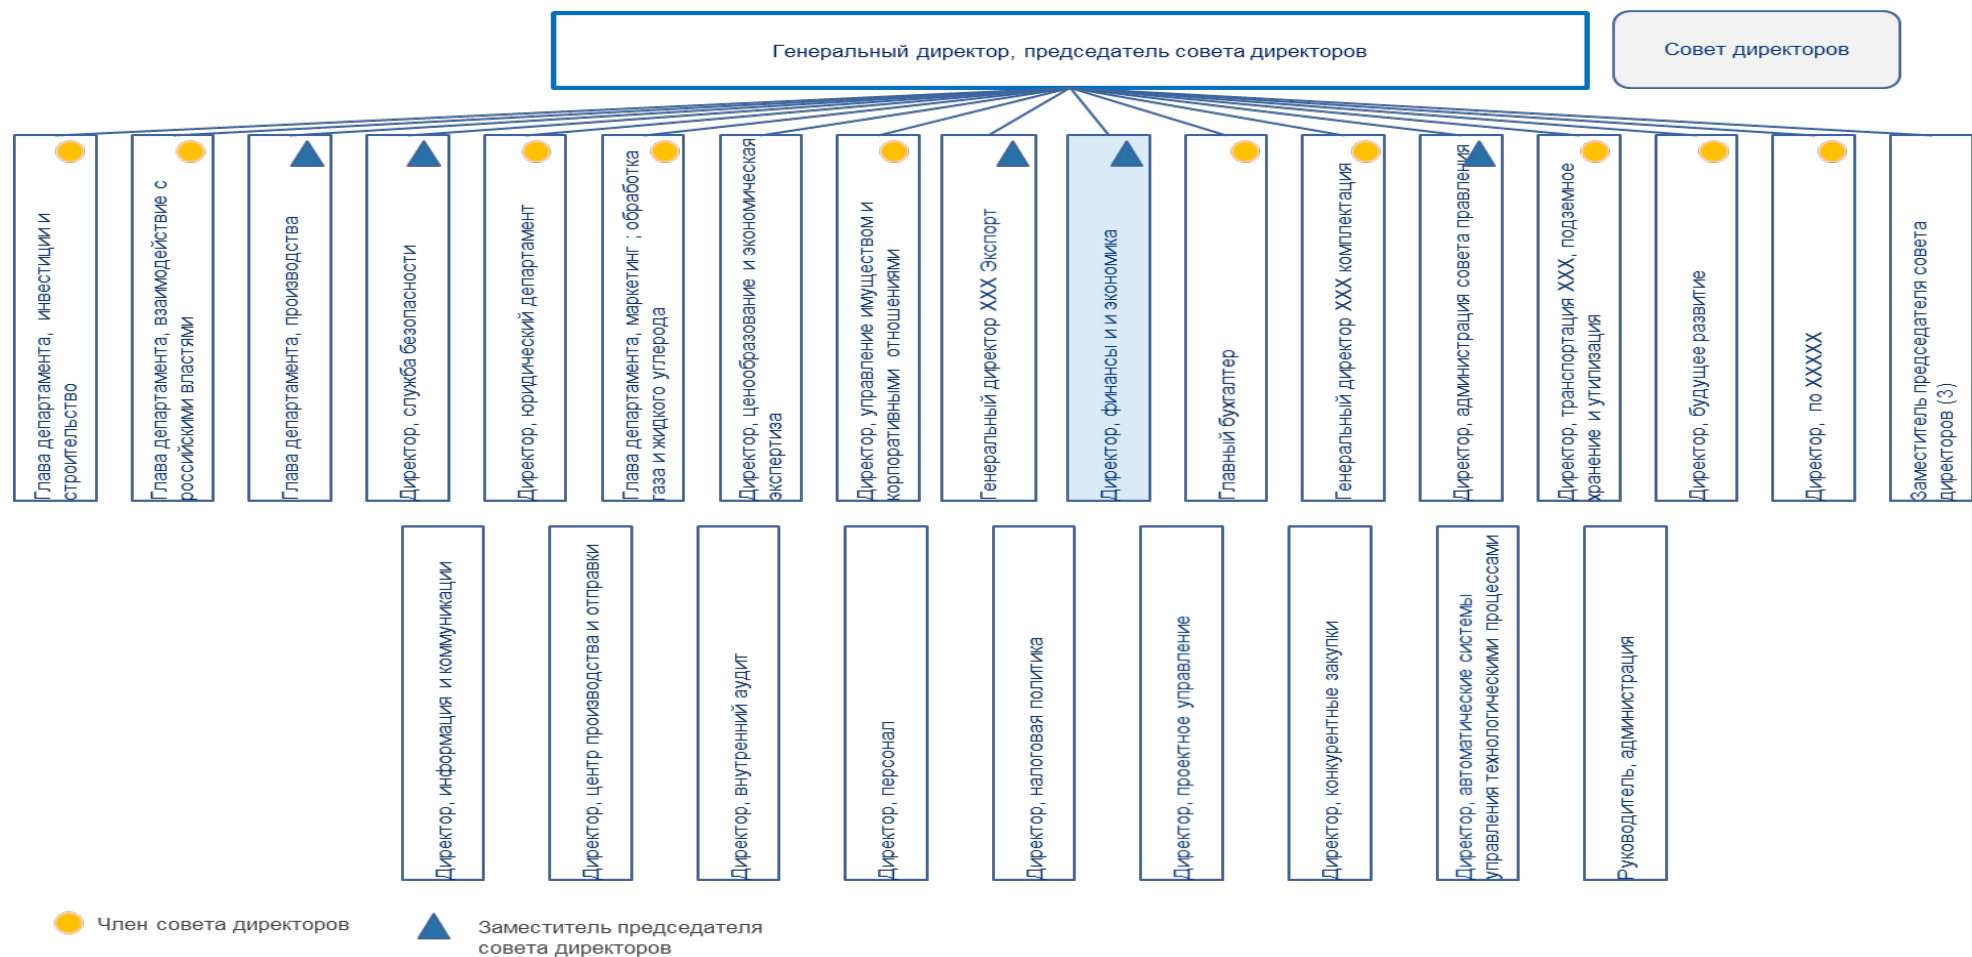 Генеральный директор, председатель совета директоров
Совет директоров
Глава департамента, инвестиции и
строительство
Глава департамента, взаимодействие с
российскими властями
Глава департамента, производства
Директор, служба безопасности
Директор, юридический департамент
Глава департамента, маркетинг ; обработка
газа и жидкого углерода
Директор, ценообразование и экономическая
экспертиза
Директор, управление имуществом и
корпоративными отношениями
Генеральный директор XXX Экспорт
Директор, финансы и и экономика
Главный бухгалтер
Генеральный директор XXX комплектация
Директор, администрация совета правления
Директор, транспортация XXX, подземное
хранение и утилизация
Директор, будущее развитие
Директор, по XXXXX
Заместитель председателя совета
директоров (3)
Директор, информация и коммуникации
Директор, центр производства и отправки
Директор, внутренний аудит
Директор, персонал
Директор, налоговая политика
Директор, проектное управление
Директор, конкурентные закупки
Директор, автоматические системы
управления технологическими процессами
Руководитель, администрация
Член совета директоров
Заместитель председателя
совета директоров